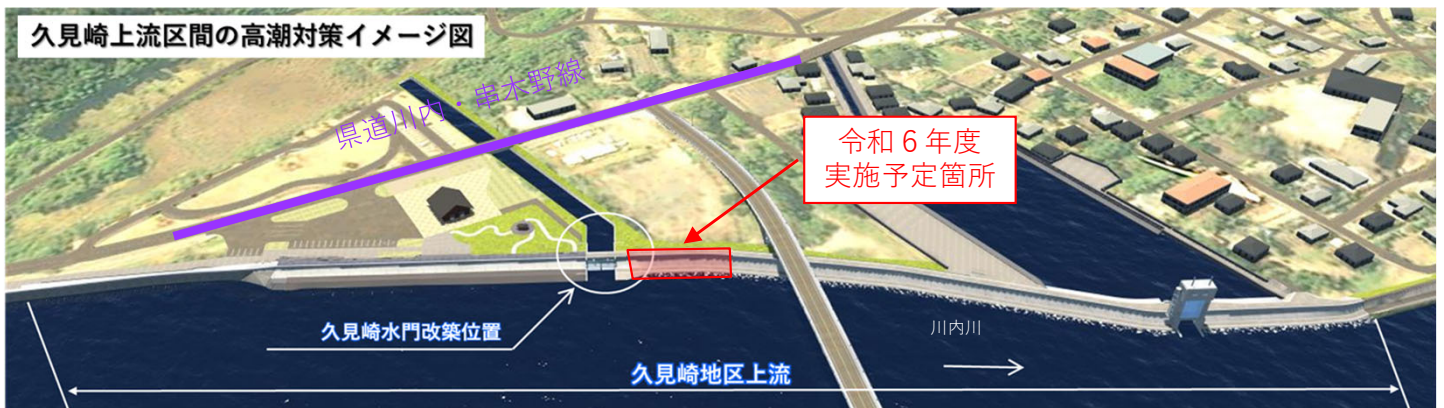 久見崎上流区間の高潮対策イメージ図
県道川内・串木野線
令和６年度
実施予定箇所
久見崎水門改築位置
川内川
久見崎地区上流